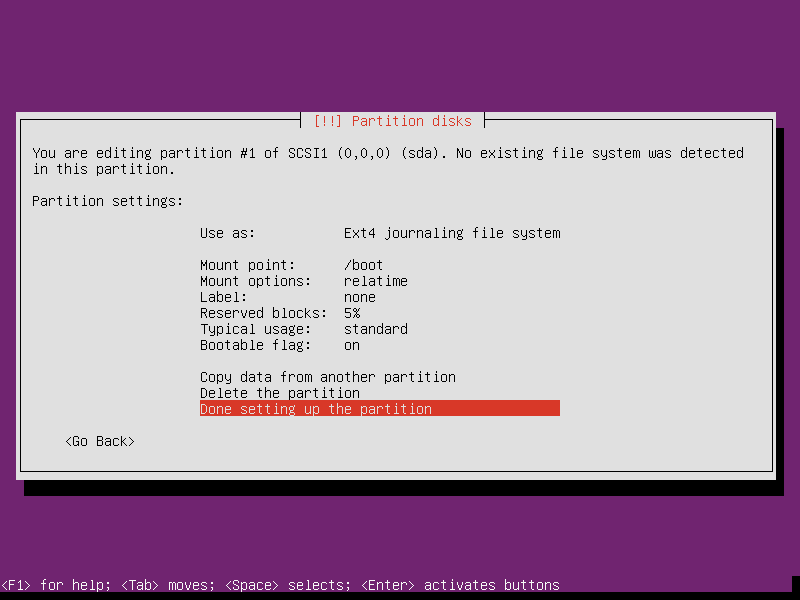 [!!] Partition disks
You are editing partition #1 of SCSI1 (0,0,0) (sda). No existing file system was detected
in this partition.
Partition settings:
Use as: Ext4 journaling file system
Mount point: /boot
Mount options: relatime
Label: none
Reserved blocks: 5%
Typical usage: standard
Bootable flag: on
Copy data from another partition
Delete the partition
Done setting up the partition
<Go Back>
<F1> for help; <Tab> moves; <Space> selects; <Enter> activates buttons